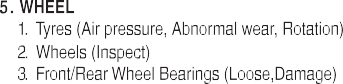 5. WHEEL
1. Tyres (Air pressure, Abnormal wear, Rotation)
2. Wheels (Inspect)
3. Front/Rear Wheel Bearings (Loose,Damage)